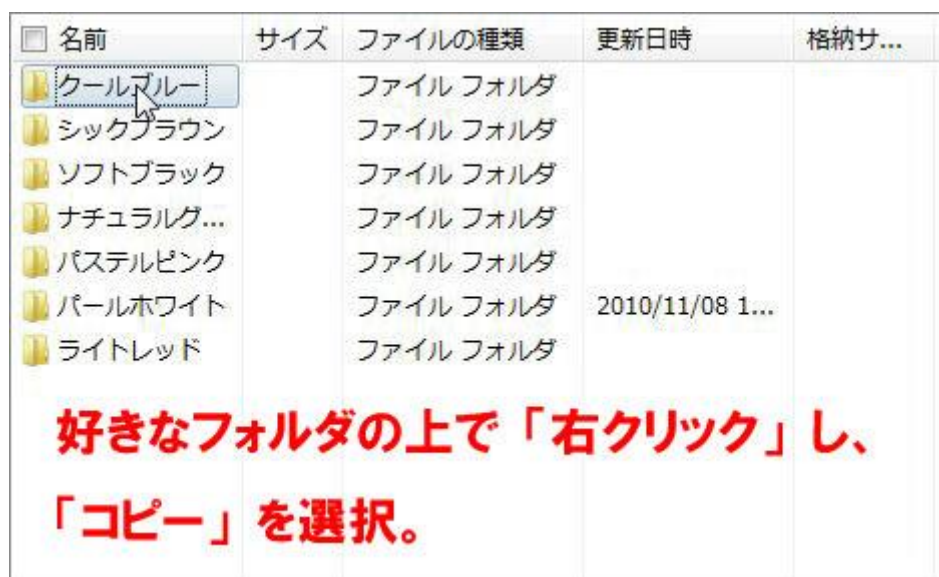 名前 サイズ ファイルの種類 更新日時 格納サ...
クールブルー ファイル フォルダ
シックブラウン ファイル フォルダ
ソフトブラック ファイル フォルダ
ナチュラルグ... ファイル フォルダ
パステルピンク ファイル フォルダ
パールホワイト ファイル フォルダ 2010/11/08 1...
ライトレッド ファイル フォルダ
好きなフォルダの上で「右クリック」し、
「コピー」を選択。